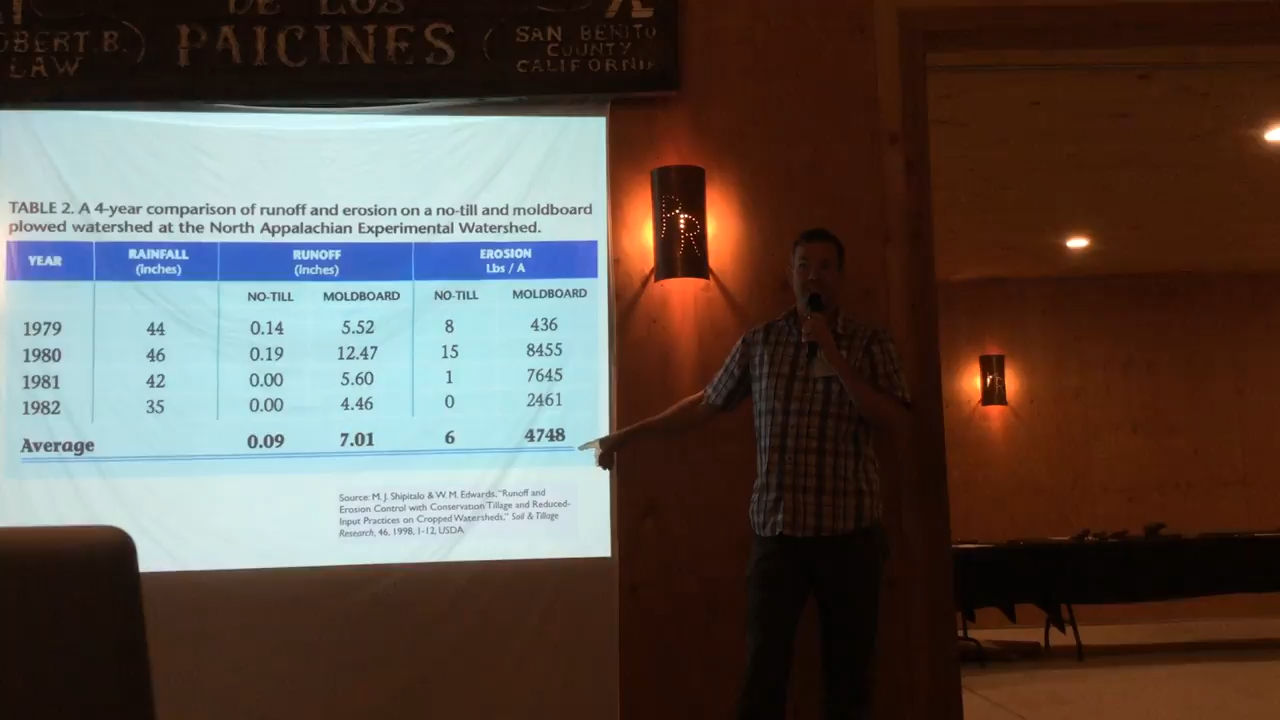 DE LOS
OBERT B.
LAW
PAICINES
SAN BENITO
COUNTY
CALIFORNIA
TABLE 2. A 4-year comparison of runoff and erosion on a no-till and moldboard
plowed watershed at the North Appalachian Experimental Watershed.
YEAR RAINFALL RUNOFF EROSION
(inches) (inches) Lbs / A
NO-TILL MOLDBOARD NO-TILL MOLDBOARD
1979 44 0.14 5.52 8 436
1980 46 0.19 12.47 15 8455
1981 42 0.00 5.60 1 7645
1982 35 0.00 4.46 0 2461
Average 0.09 7.01 6 4748
Source: M. J. Shipitalo & W. M. Edwards, "Runoff and
Erosion Control with Conservation Tillage and Reduced-
Input Practices on Cropped Watersheds," Soil & Tillage
Research, 46, 1998, 1-12, USDA
PR